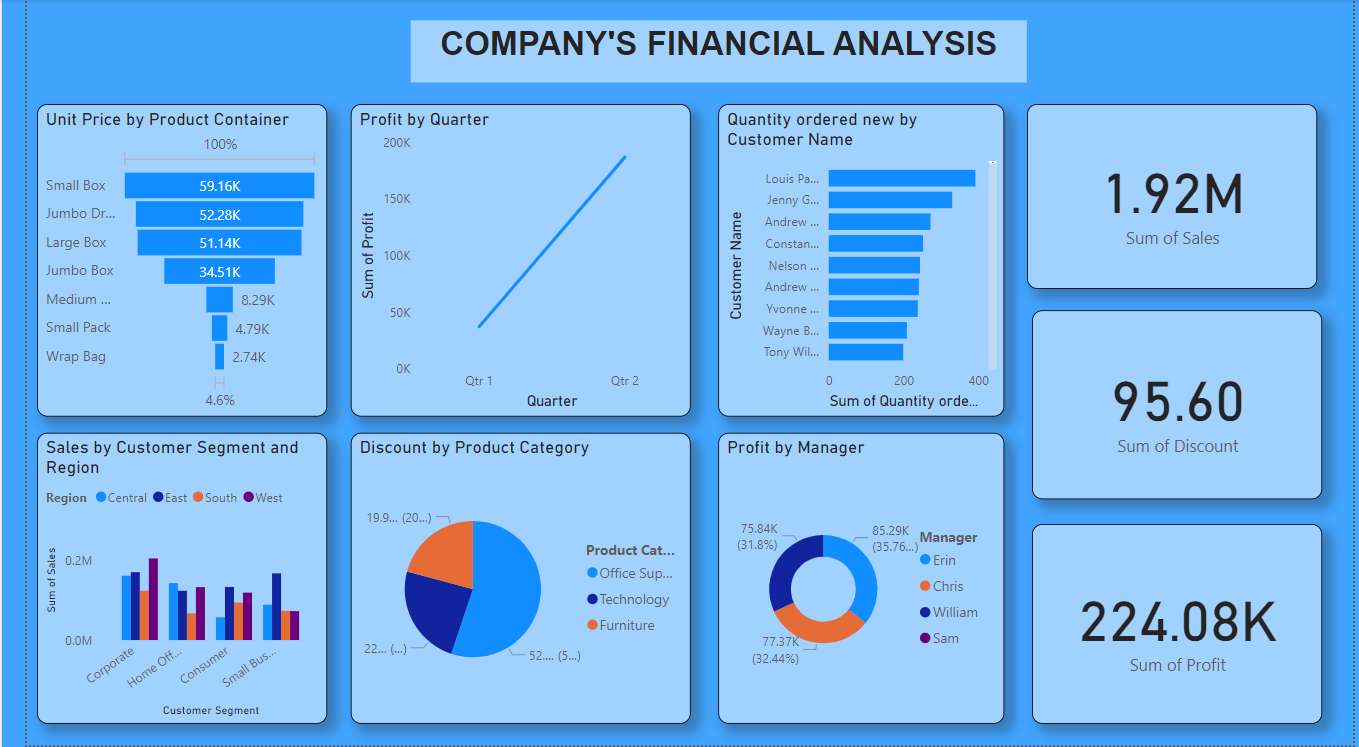 COMPANY'S FINANCIAL ANALYSIS
Unit Price by Product Container
100%
Small Box 59.16K
Jumbo Dr... 52.28K
Large Box 51.14K
Jumbo Box 34.51K
Medium ... 8.29K
Small Pack 4.79K
Wrap Bag 2.74K
4.6%
Profit by Quarter
200K
150K
100K
50K
0K
Sum of Profit
Qtr 1 Qtr 2
Quarter
Quantity ordered new by
Customer Name
Customer Name
Louis Pa...
Jenny G...
Andrew ...
Constan...
Nelson ...
Andrew ...
Yvonne ...
Wayne B...
Tony Wil...
0 200 400
Sum of Quantity orde...
1.92M
Sum of Sales
Sales by Customer Segment and
Region
Region Central East South West
Sum of Sales
0.2M
0.0M
Corporate
Home Off...
Consumer
Small Bus...
Customer Segment
Discount by Product Category
19.9... (20...)
22... (...)
52.... (5...)
Product Cat...
Office Sup...
Technology
Furniture
Profit by Manager
75.84K
(31.8%)
85.29K
(35.76...)
77.37K
(32.44%)
Manager
Erin
Chris
William
Sam
95.60
Sum of Discount
224.08K
Sum of Profit